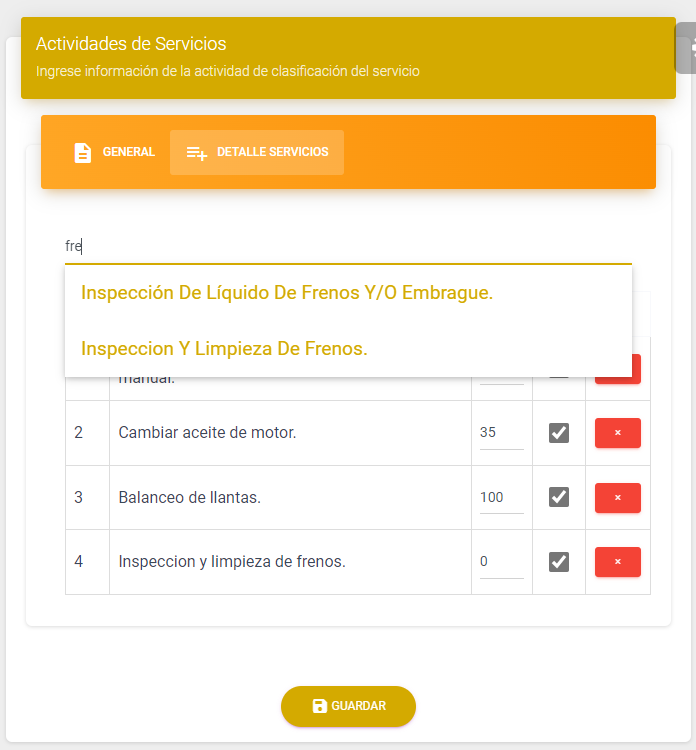 Actividades de Servicios
Ingrese información de la actividad de clasificación del servicio
GENERAL
DETALLE SERVICIOS
fre
Inspección De Líquido De Frenos Y/O Embrague.
Inspeccion Y Limpieza De Frenos.
manual.
2 Cambiar aceite de motor. 35 ×
3 Balanceo de llantas. 100 ×
4 Inspeccion y limpieza de frenos. 0 ×
GUARDAR